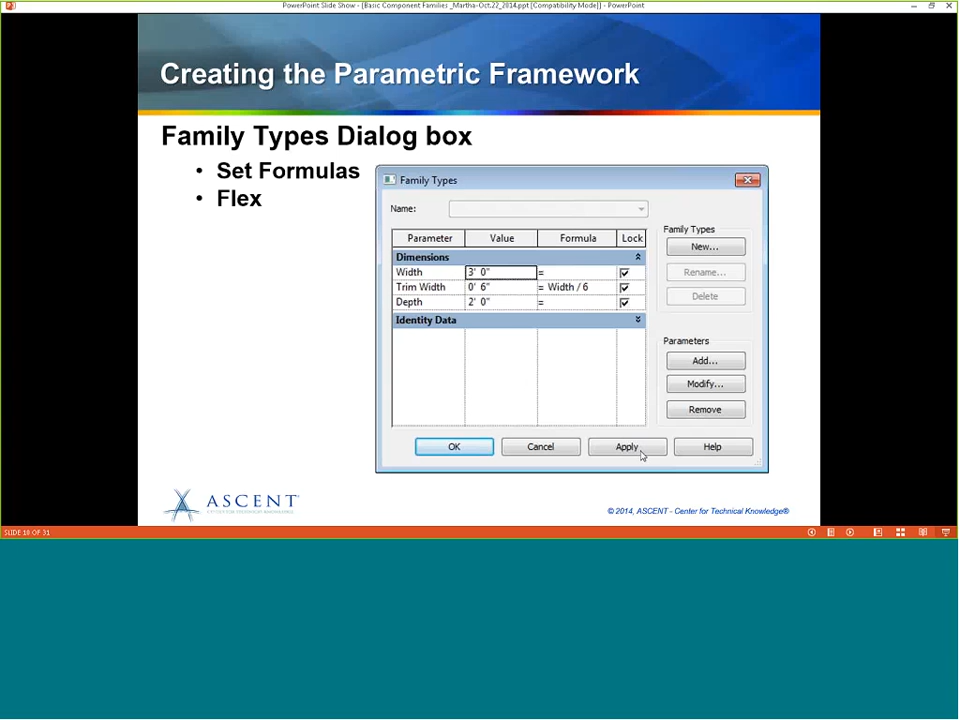 PowerPoint Slide Show - [Basic Component Families _Martha-Oct.22_2014.ppt [Compatibility Mode]] - PowerPoint
Creating the Parametric Framework
Family Types Dialog box
• Set Formulas
• Flex
Family Types
Name:
Parameter Value Formula Lock
Dimensions
Width 3' 0" =
Trim Width 0' 6" = Width / 6
Depth 2' 0" =
Identity Data
Family Types
New...
Rename...
Delete
Parameters
Add...
Modify...
Remove
OK Cancel Apply Help
ASCENT
© 2014, ASCENT - Center for Technical Knowledge®
SLIDE 18 OF 31